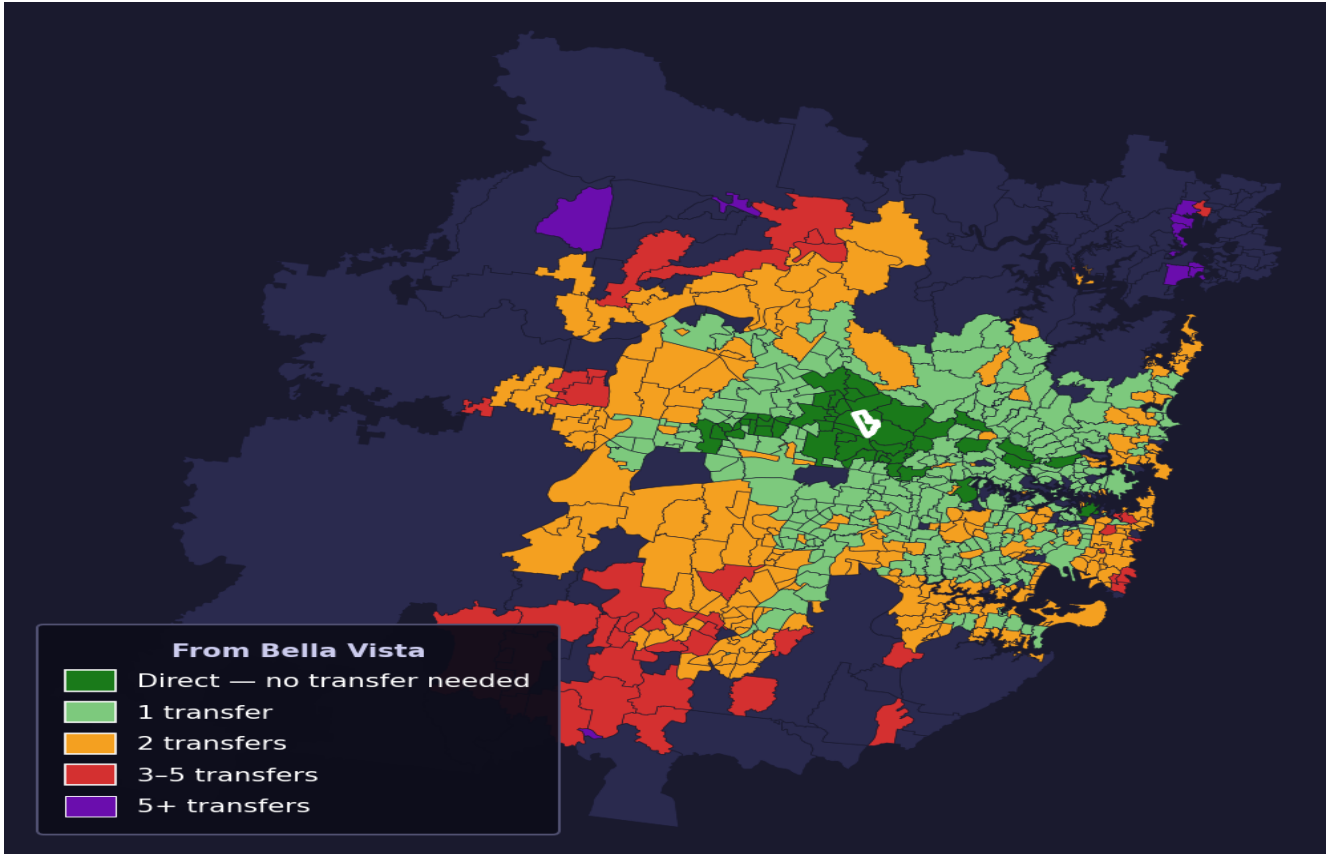 From Bella Vista
Direct — no transfer needed
1 transfer
2 transfers
3–5 transfers
5+ transfers